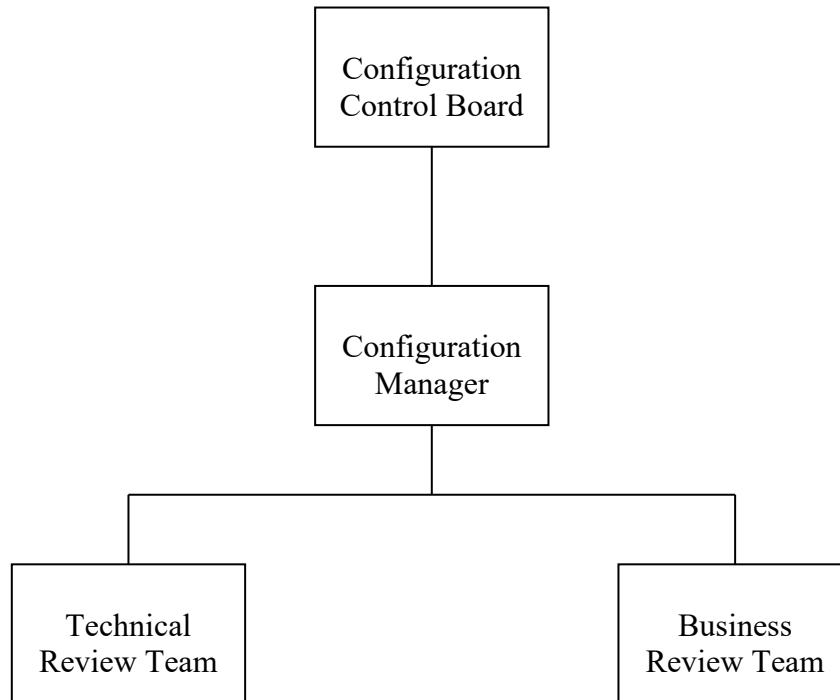 Configuration
Control Board
Configuration
Manager
Technical
Review Team
Business
Review Team